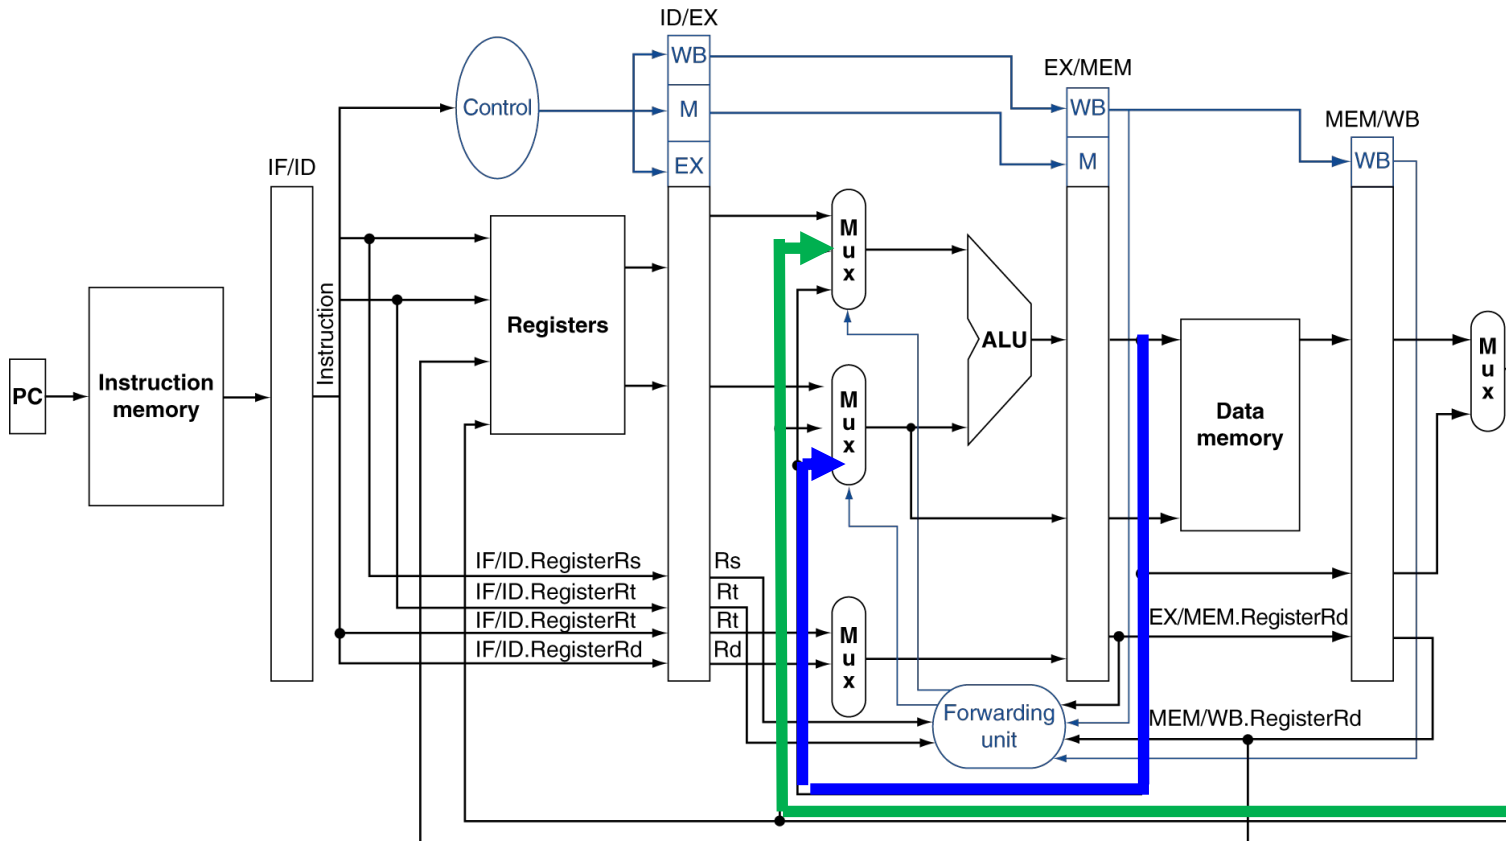 ID/EX
WB
EX/MEM
Control
M
WB
MEM/WB
IF/ID
EX
M
WB
M
u
x
Instruction
Registers
ALU
M
u
x
PC
Instruction
memory
M
u
x
Data
memory
IF/ID.RegisterRs
Rs
IF/ID.RegisterRt
Rt
IF/ID.RegisterRt
Rt
IF/ID.RegisterRd
Rd
M
u
x
EX/MEM.RegisterRd
Forwarding
unit
MEM/WB.RegisterRd